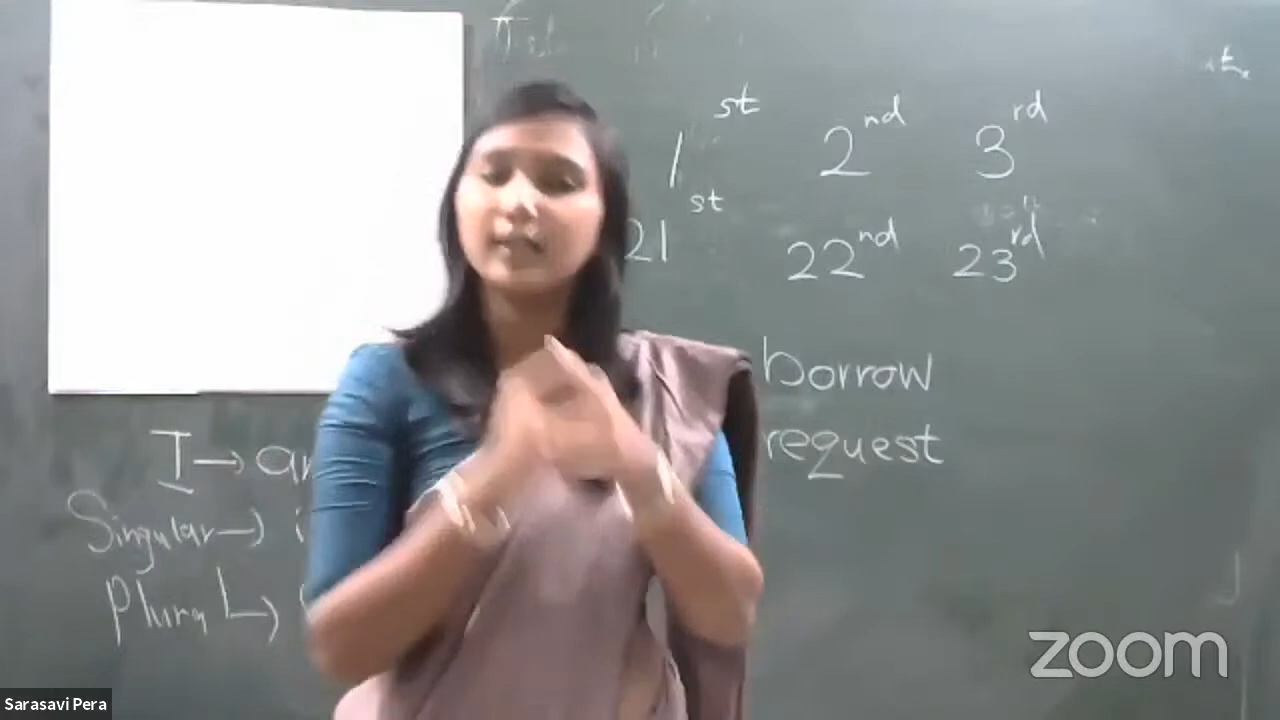 1st 2nd 3rd
21st 22nd 23rd
borrow
request
I → a
Singular → i
Plural →
zoom
Sarasavi Pera